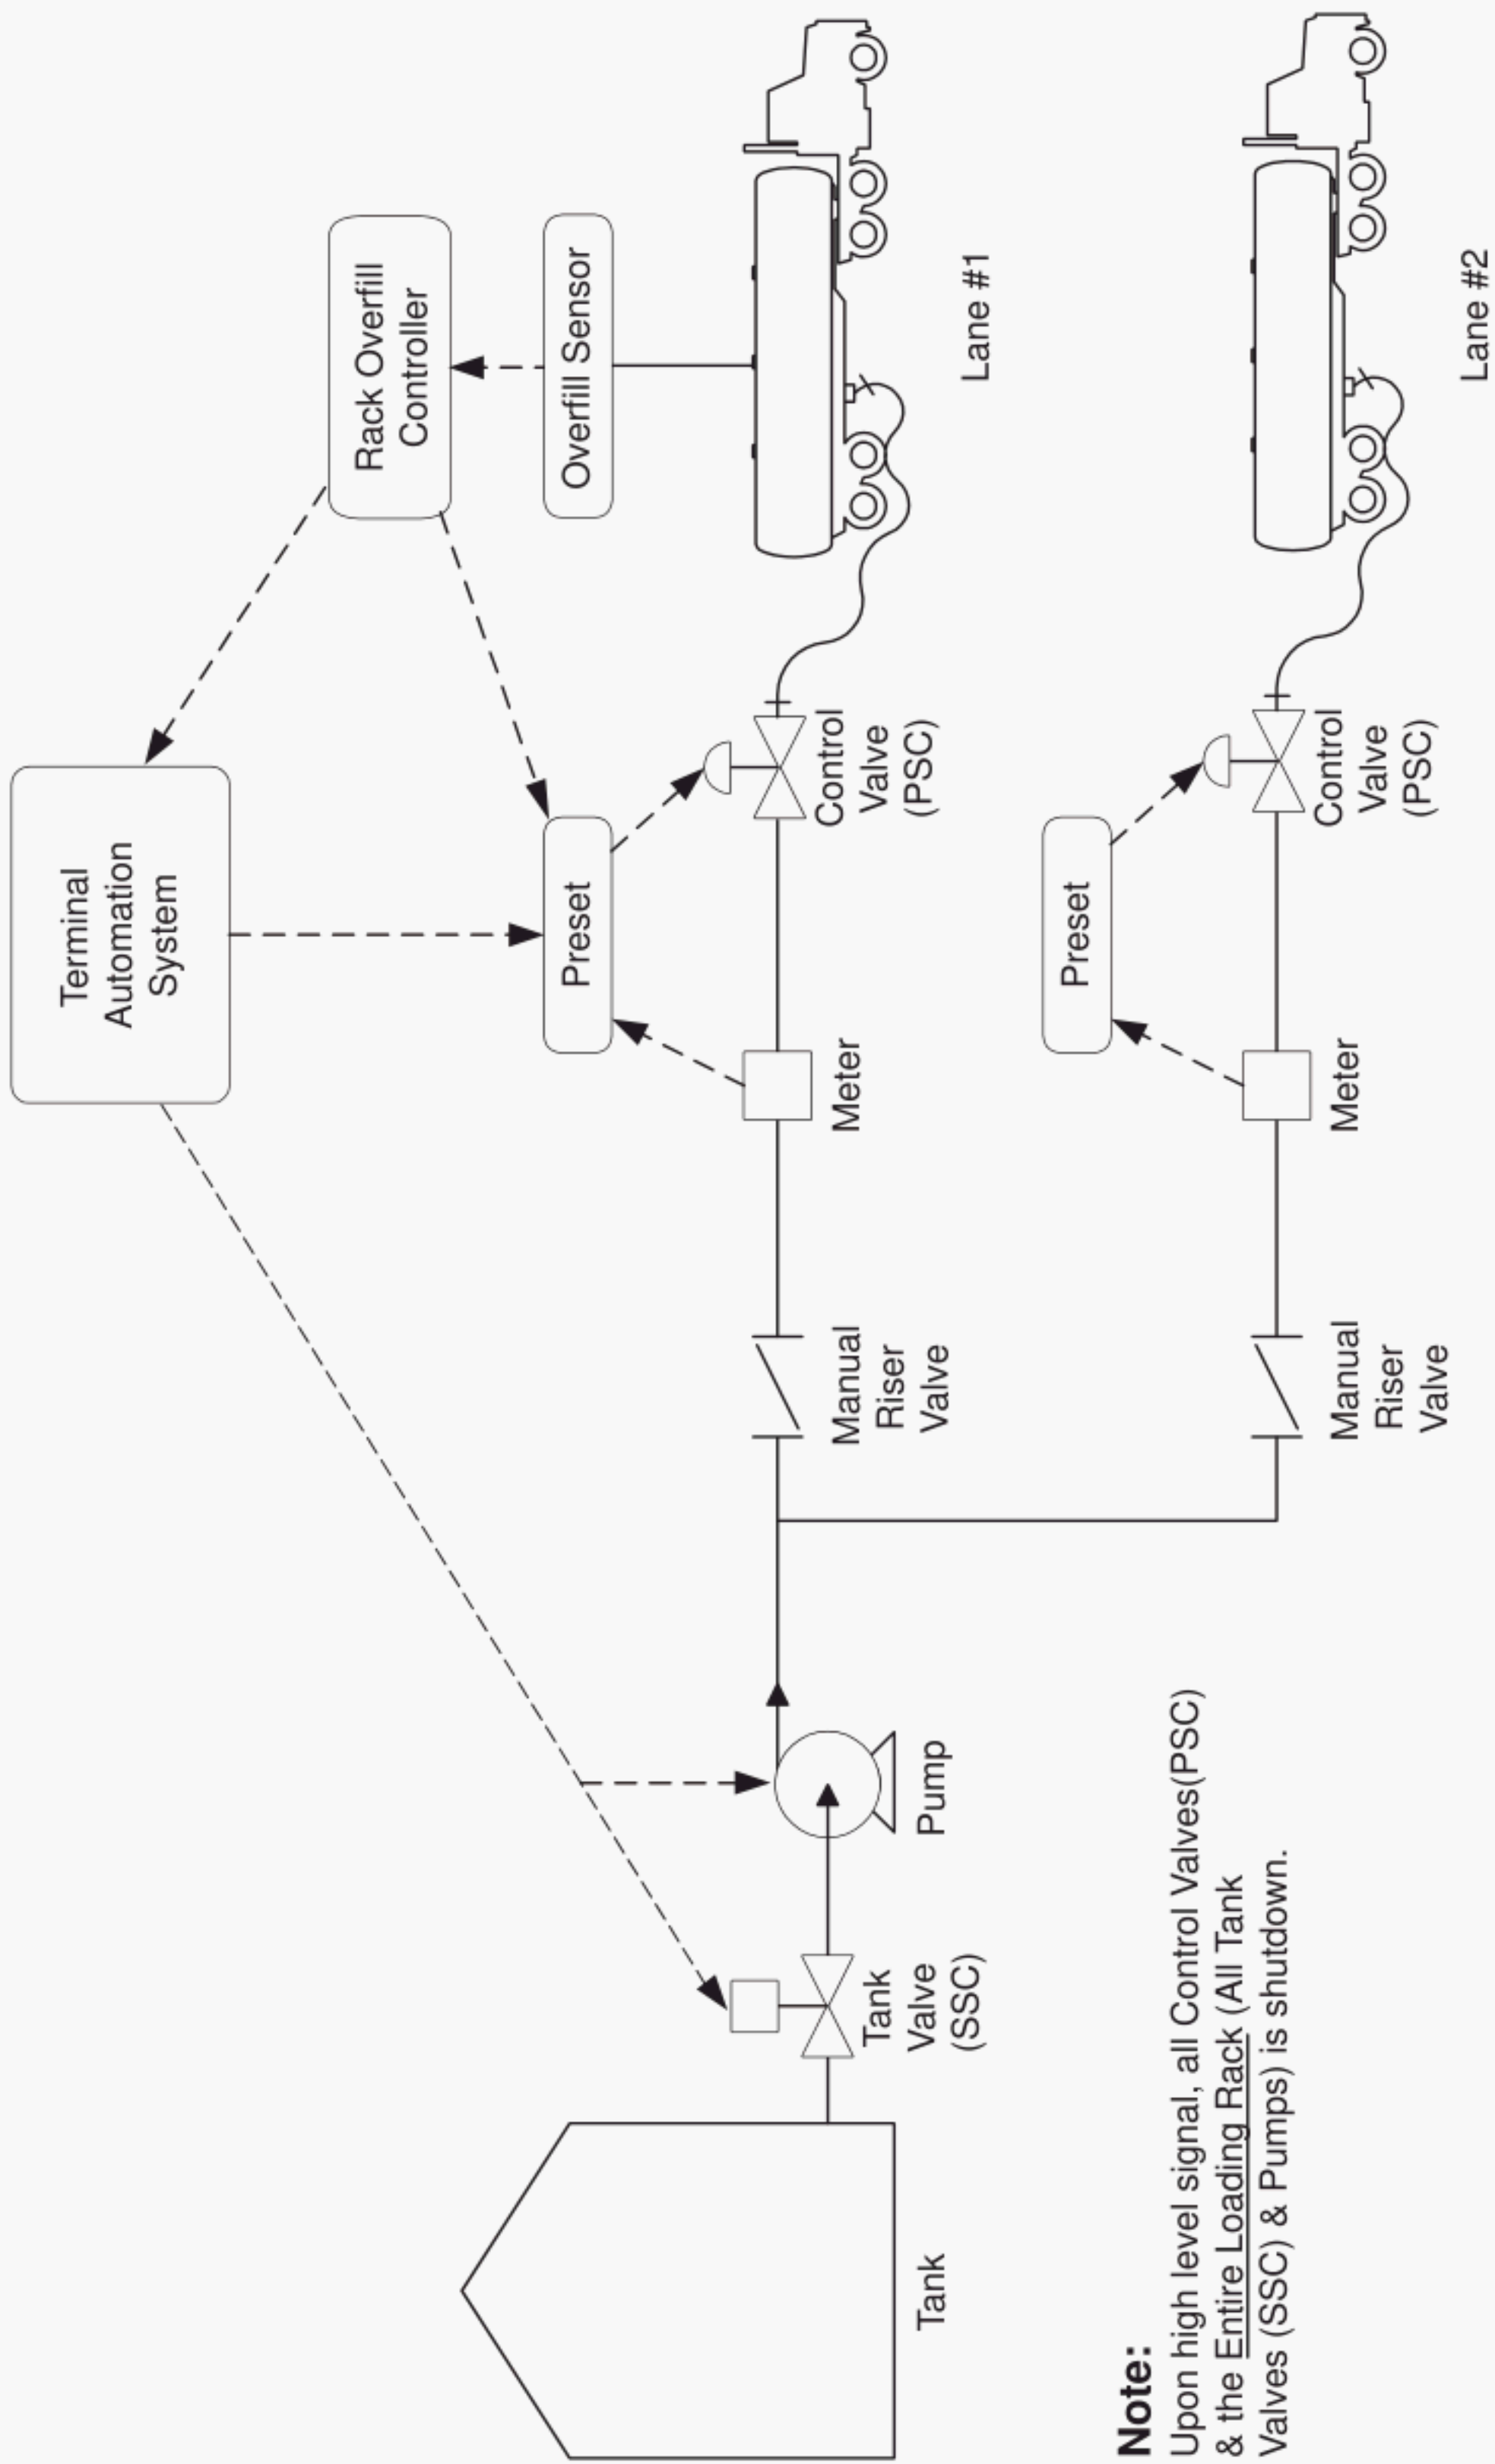 Terminal
Automation
System
Rack Overfill
Controller
Preset
Overfill Sensor
Tank
Valve
(SSC)
Pump
Manual
Riser
Valve
Meter
Control
Valve
(PSC)
Tank
Lane #1
Preset
Manual
Riser
Valve
Meter
Control
Valve
(PSC)
Lane #2
Note:
Upon high level signal, all Control Valves(PSC)
& the Entire Loading Rack (All Tank
Valves (SSC) & Pumps) is shutdown.